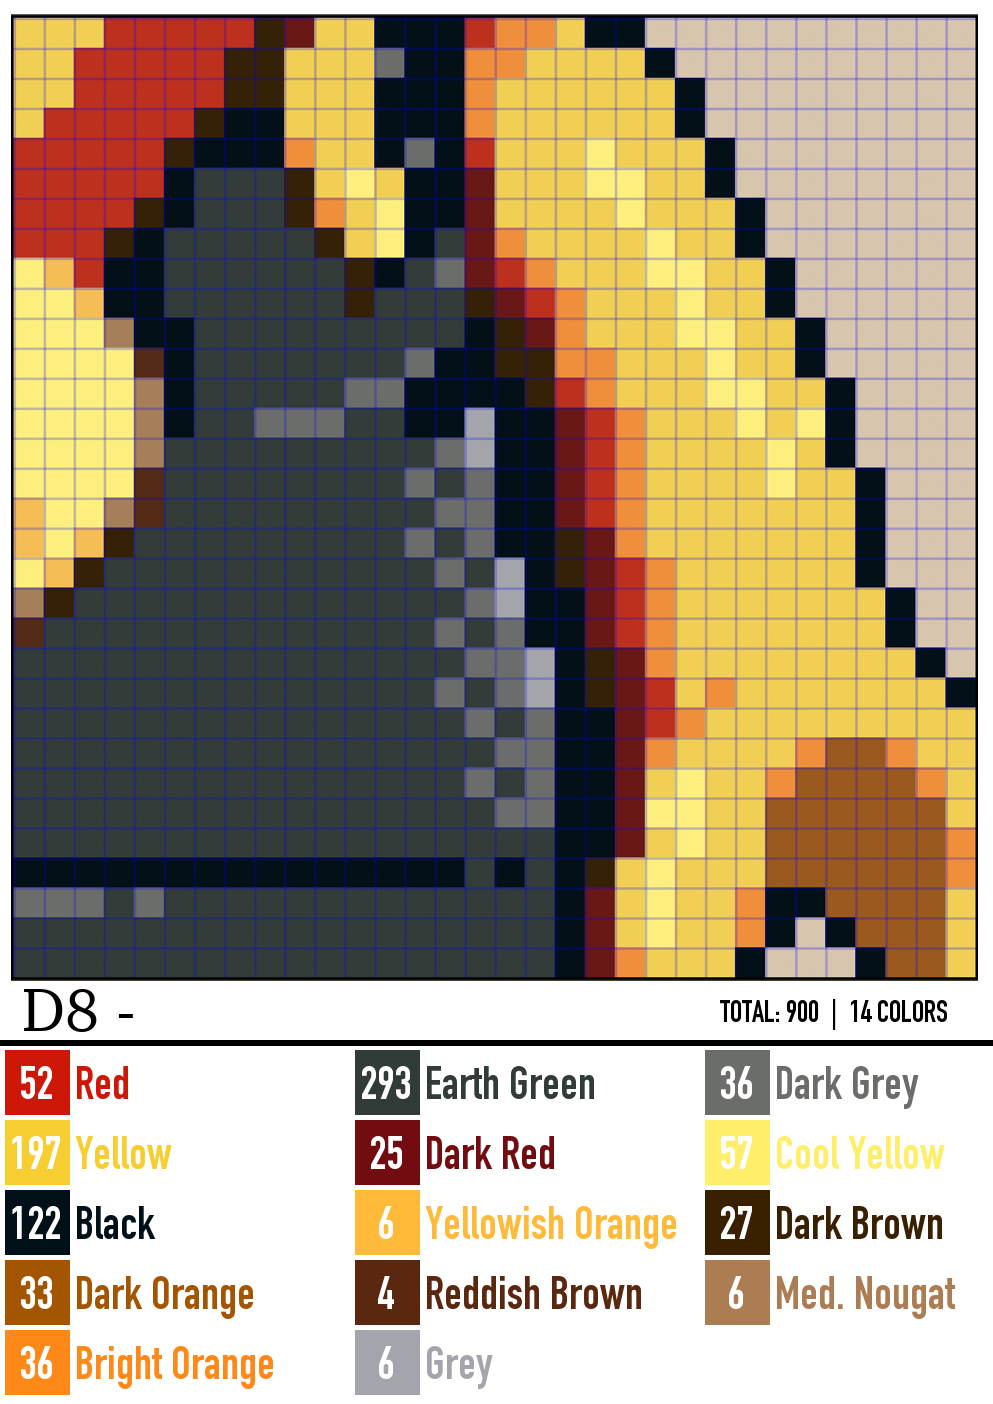 D8 -
TOTAL: 900 | 14 COLORS
52 Red
293 Earth Green
36 Dark Grey
197 Yellow
25 Dark Red
57 Cool Yellow
122 Black
6 Yellowish Orange
27 Dark Brown
33 Dark Orange
4 Reddish Brown
6 Med. Nougat
36 Bright Orange
6 Grey